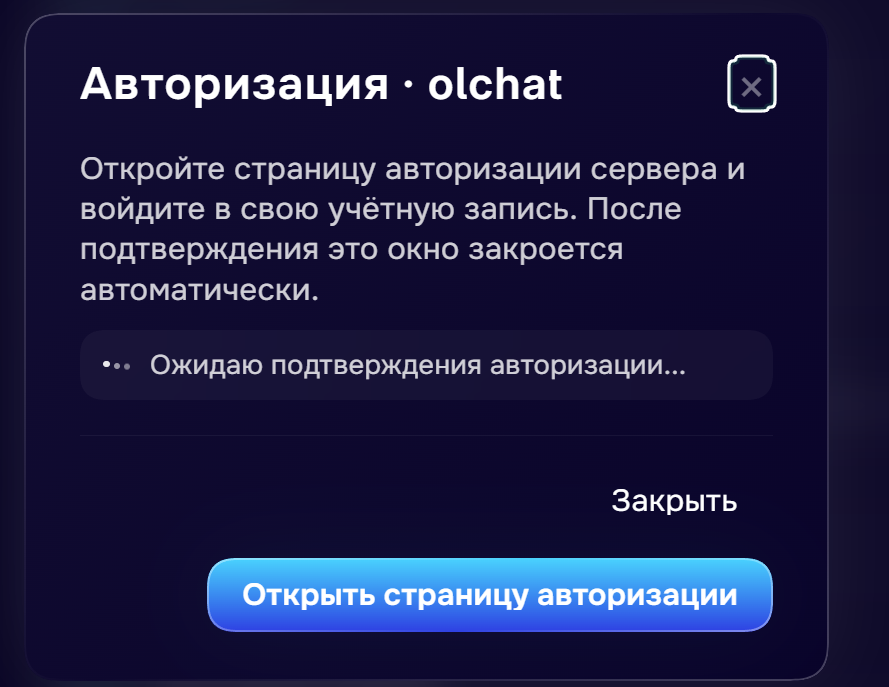 Авторизация · olchat
Откройте страницу авторизации сервера и
войдите в свою учётную запись. После
подтверждения это окно закроется
автоматически.
Ожидаю подтверждения авторизации...
Закрыть
Открыть страницу авторизации